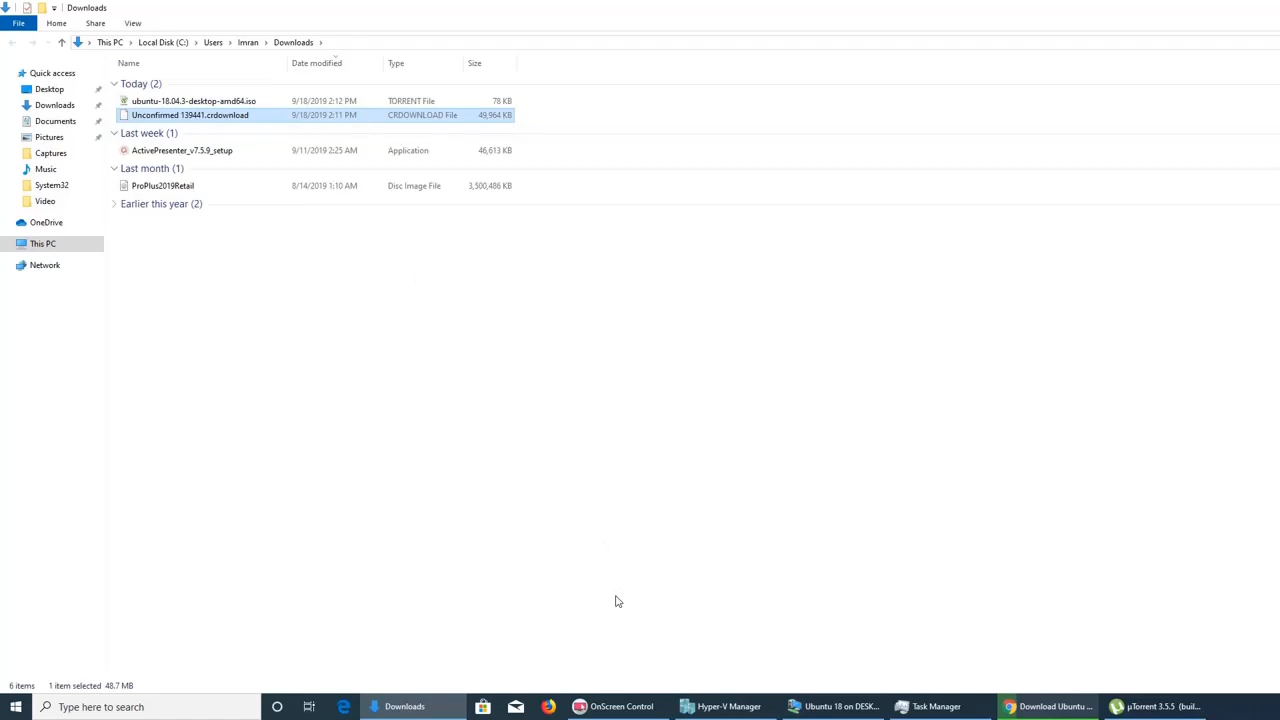 Downloads
File Home Share View
This PC Local Disk (C:) Users Imran Downloads
Name Date modified Type Size
Quick access
Desktop
Downloads
Documents
Pictures
Captures
Music
System32
Video
OneDrive
This PC
Network
Today (2)
ubuntu-18.04.3-desktop-amd64.iso 9/18/2019 2:12 PM TORRENT File 78 KB
Unconfirmed 139441.crdownload 9/18/2019 2:11 PM CRDOWNLOAD File 49,964 KB
Last week (1)
ActivePresenter_v7.5.9_setup 9/11/2019 2:25 AM Application 46,613 KB
Last month (1)
ProPlus2019Retail 8/14/2019 1:10 AM Disc Image File 3,500,486 KB
Earlier this year (2)
6 items 1 item selected 48.7 MB
Type here to search Downloads OnScreen Control Hyper-V Manager Ubuntu 18 on DESK... Task Manager Download Ubuntu ... µTorrent 3.5.5 (buil...